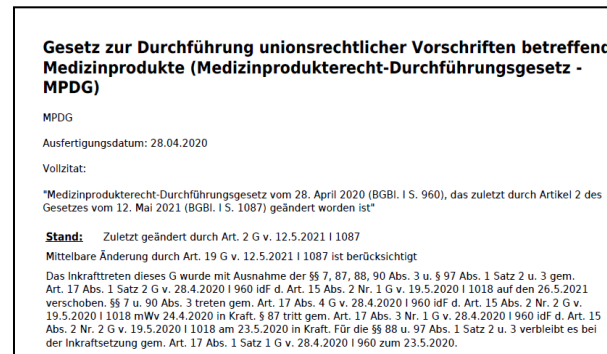 Gesetz zur Durchführung unionsrechtlicher Vorschriften betreffend
Medizinprodukte (Medizinprodukterecht-Durchführungsgesetz -
MPDG)
MPDG
Ausfertigungsdatum: 28.04.2020
Vollzitat:
"Medizinprodukterecht-Durchführungsgesetz vom 28. April 2020 (BGBl. I S. 960), das zuletzt durch Artikel 2 des
Gesetzes vom 12. Mai 2021 (BGBl. I S. 1087) geändert worden ist"
Stand: Zuletzt geändert durch Art. 2 G v. 12.5.2021 I 1087
Mittelbare Änderung durch Art. 19 G v. 12.5.2021 I 1087 ist berücksichtigt
Das Inkrafttreten dieses G wurde mit Ausnahme der §§ 7, 87, 88, 90 Abs. 3 u. § 97 Abs. 1 Satz 2 u. 3 gem.
Art. 17 Abs. 1 Satz 2 G v. 28.4.2020 I 960 idF d. Art. 15 Abs. 2 Nr. 1 G v. 19.5.2020 I 1018 auf den 26.5.2021
verschoben. §§ 7 u. 90 Abs. 3 treten gem. Art. 17 Abs. 4 G v. 28.4.2020 I 960 idF d. Art. 15 Abs. 2 Nr. 2 G v.
19.5.2020 I 1018 mWv 24.4.2020 in Kraft. § 87 tritt gem. Art. 17 Abs. 3 Nr. 1 G v. 28.4.2020 I 960 idF d. Art. 15
Abs. 2 Nr. 2 G v. 19.5.2020 I 1018 am 23.5.2020 in Kraft. Für die §§ 88 u. 97 Abs. 1 Satz 2 u. 3 verbleibt es bei
der Inkraftsetzung gem. Art. 17 Abs. 1 Satz 1 G v. 28.4.2020 I 960 zum 23.5.2020.